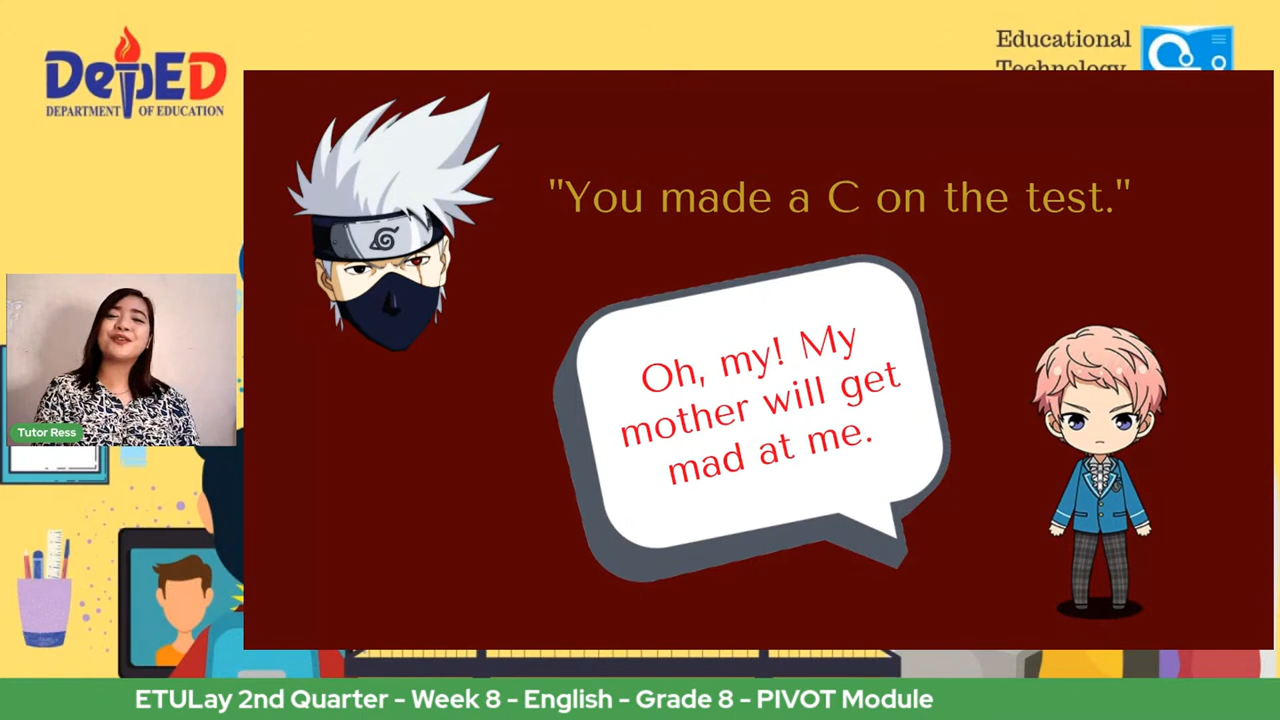 DepED
DEPARTMENT OF EDUCATION
Educational
Technology
"You made a C on the test."
Oh, my! My
mother will get
mad at me.
Tutor Ress
ETULay 2nd Quarter - Week 8 - English - Grade 8 - PIVOT Module